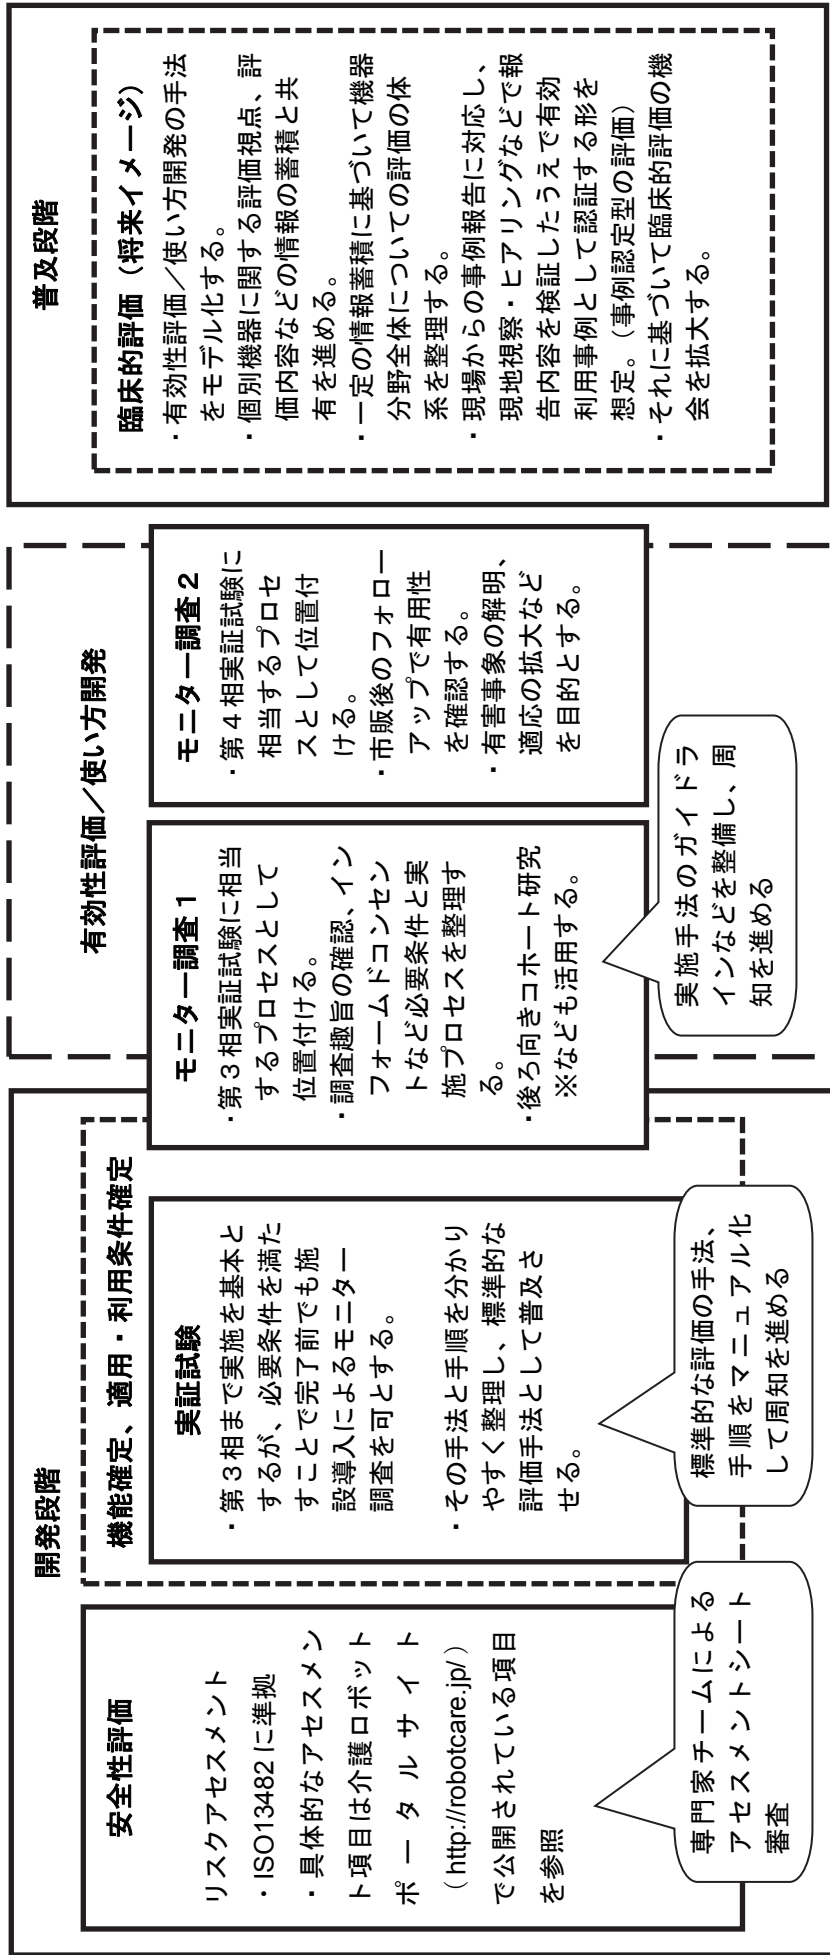 開発段階
安全性評価
リスクアセスメント
・ISO13482 に準拠
・具体的なアセスメン
ト項目は介護ロボット
ポータルサイト
（http://robotcare.jp/）
で公開されている項目
を参照
専門家チームによる
アセスメントシート
審査
機能確定、適用・利用条件確定
実証試験
・第３相まで実施を基本と
するが、必要条件を満た
すことで完了前でも施
設導入によるモニター
調査を可とする。
・その手法と手順を分かり
やすく整理し、標準的な
評価手法として普及さ
せる。
標準的な評価の手法、
手順をマニュアル化
して周知を進める
有効性評価／使い方開発
モニター調査１
・第３相実証試験に相当
するプロセスとして
位置付ける。
・調査趣旨の確認、イン
フォームドコンセン
トなど必要条件と実
施プロセスを整理す
る。
・後ろ向きコホート研究
※なども活用する。
実施手法のガイドラ
インなどを整備し、周
知を進める
モニター調査２
・第４相実証試験に
相当するプロセ
スとして位置付
ける。
・市販後のフォロー
アップで有用性
を確認する。
・有害事象の解明、
適応の拡大など
を目的とする。
普及段階
臨床的評価（将来イメージ）
・有効性評価／使い方開発の手法
をモデル化する。
・個別機器に関する評価視点、評
価内容などの情報の蓄積と共
有を進める。
・一定の情報蓄積に基づいて機器
分野全体についての評価の体
系を整理する。
・現場からの事例報告に対応し、
現地視察・ヒアリングなどで報
告内容を検証したうえで有効
利用事例として認証する形を
想定。（事例認定型の評価）
・それに基づいて臨床的評価の機
会を拡大する。